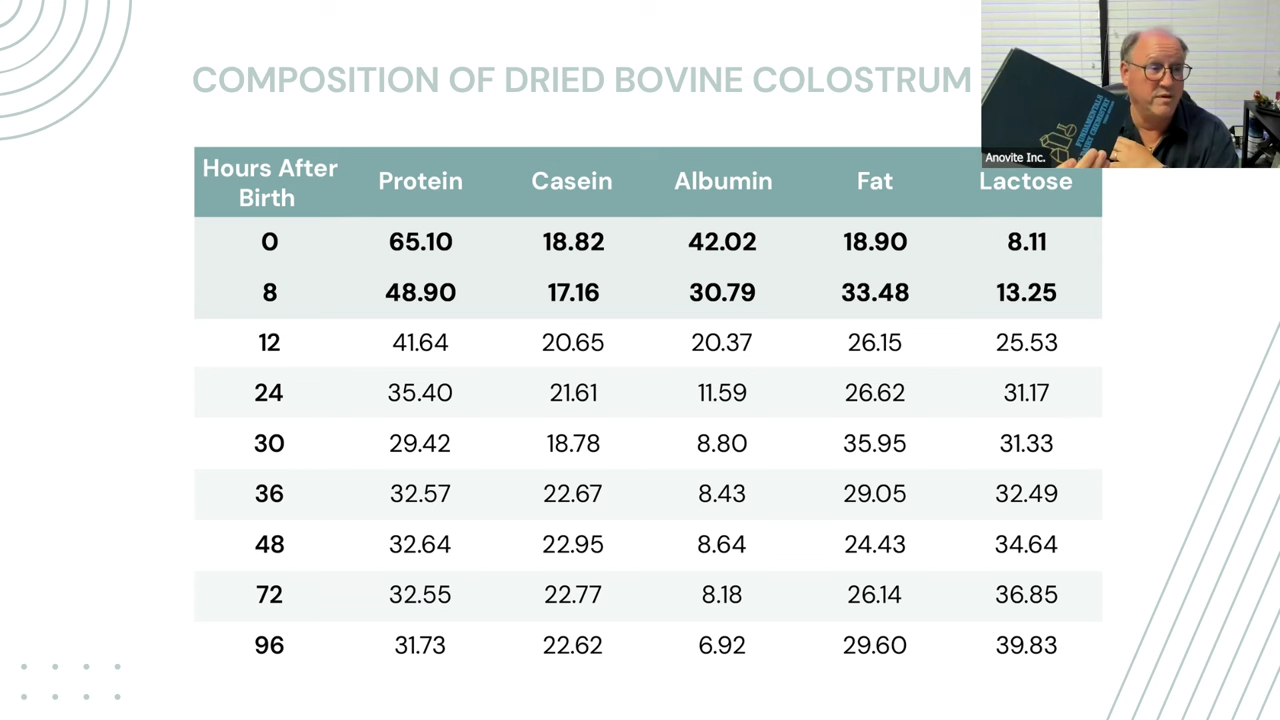 COMPOSITION OF DRIED BOVINE COLOSTRUM
FUNDAMENTALS
DAIRY CHEMISTRY
Anovite Inc.
Hours After Birth Protein Casein Albumin Fat Lactose
0 65.10 18.82 42.02 18.90 8.11
8 48.90 17.16 30.79 33.48 13.25
12 41.64 20.65 20.37 26.15 25.53
24 35.40 21.61 11.59 26.62 31.17
30 29.42 18.78 8.80 35.95 31.33
36 32.57 22.67 8.43 29.05 32.49
48 32.64 22.95 8.64 24.43 34.64
72 32.55 22.77 8.18 26.14 36.85
96 31.73 22.62 6.92 29.60 39.83